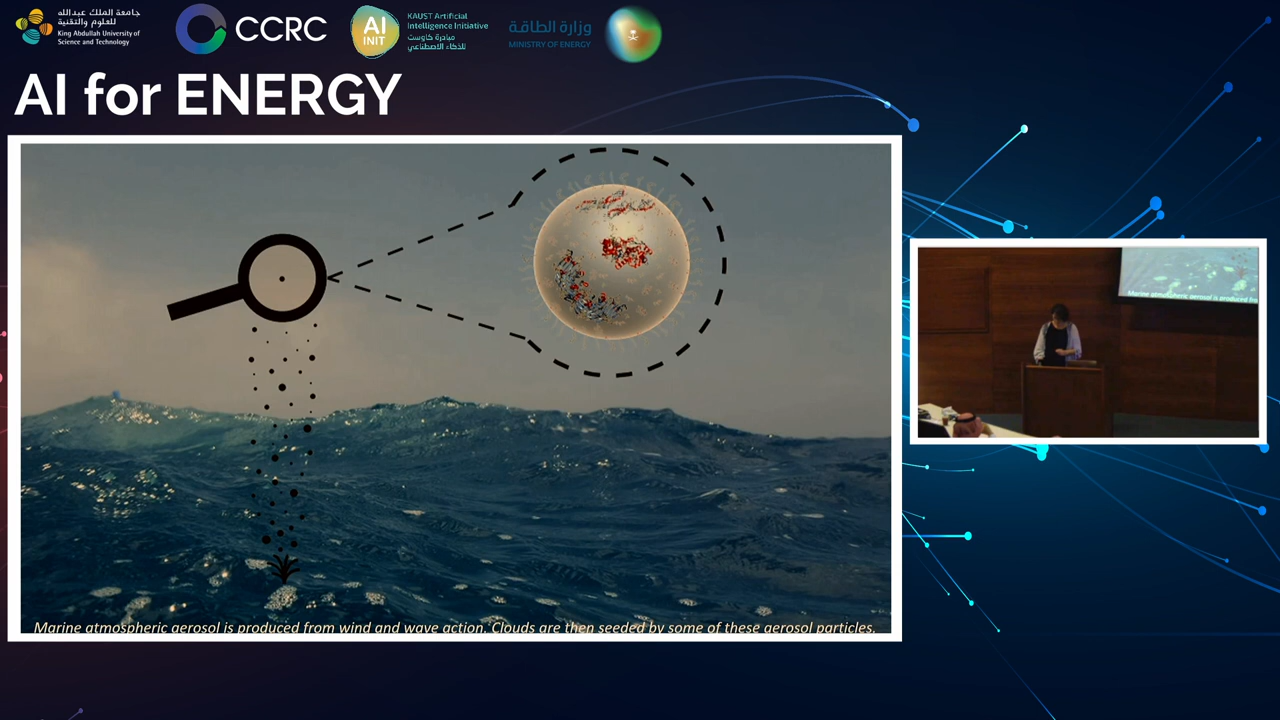 جامعة الملك عبدالله
للعلوم والتقنية
King Abdullah University of
Science and Technology
CCRC
AI
INIT
KAUST Artificial
Intelligence Initiative
مبادرة كاوست
للذكاء الاصطناعي
وزارة الطاقة
MINISTRY OF ENERGY
AI for ENERGY
Marine atmospheric aerosol is produced from wind and wave action. Clouds are then seeded by some of these aerosol particles.
Marine atmospheric aerosol is produced fro